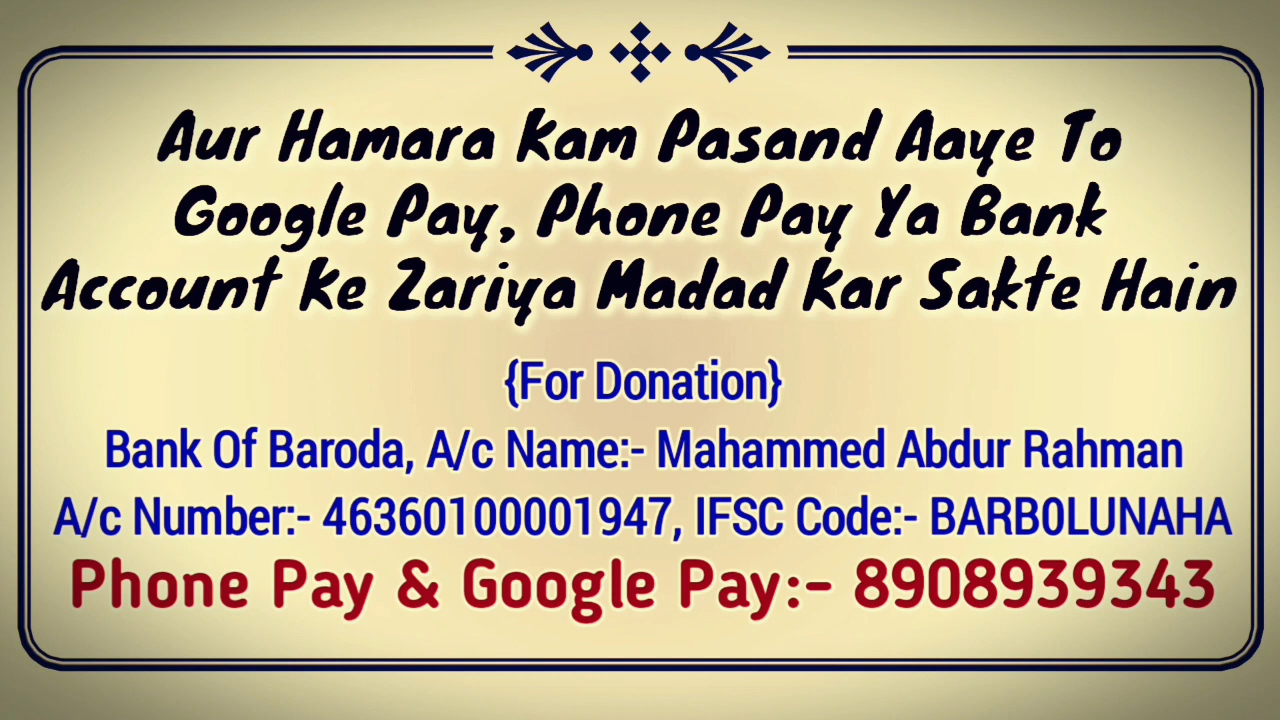 Aur Hamara Kam Pasand Aaye To
Google Pay, Phone Pay Ya Bank
Account Ke Zariya Madad Kar Sakte Hain
{For Donation}
Bank Of Baroda, A/c Name:- Mahammed Abdur Rahman
A/c Number:- 46360100001947, IFSC Code:- BARB0LUNAHA
Phone Pay & Google Pay:- 8908939343